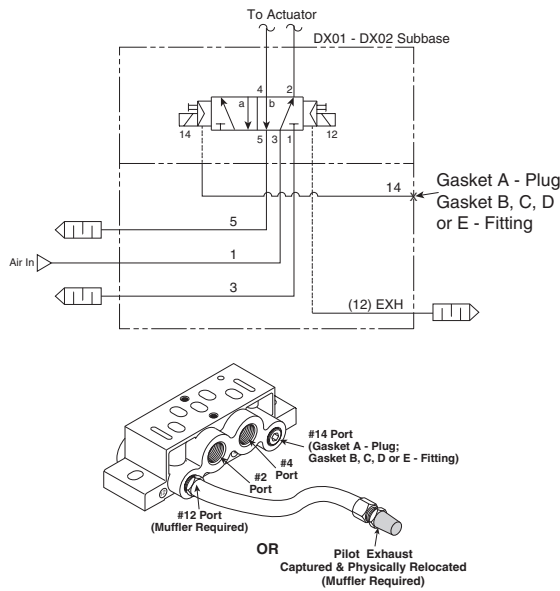 To Actuator
DX01 - DX02 Subbase
4
2
a
b
14
12
5
3
1
14
Gasket A - Plug
Gasket B, C, D
or E - Fitting
5
Air In
1
3
(12) EXH
#14 Port
(Gasket A - Plug;
Gasket B, C, D or E - Fitting)
#4
Port
#2
Port
#12 Port
(Muffler Required)
OR
Pilot Exhaust
Captured & Physically Relocated
(Muffler Required)